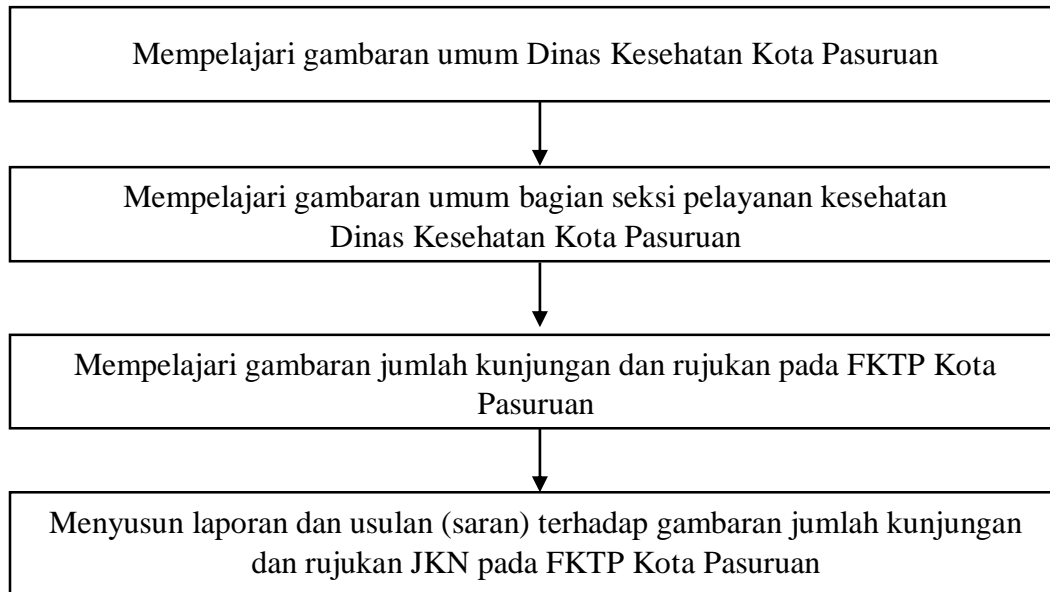 Mempelajari gambaran umum Dinas Kesehatan Kota Pasuruan
Mempelajari gambaran umum bagian seksi pelayanan kesehatan
Dinas Kesehatan Kota Pasuruan
Mempelajari gambaran jumlah kunjungan dan rujukan pada FKTP Kota
Pasuruan
Menyusun laporan dan usulan (saran) terhadap gambaran jumlah kunjungan
dan rujukan JKN pada FKTP Kota Pasuruan